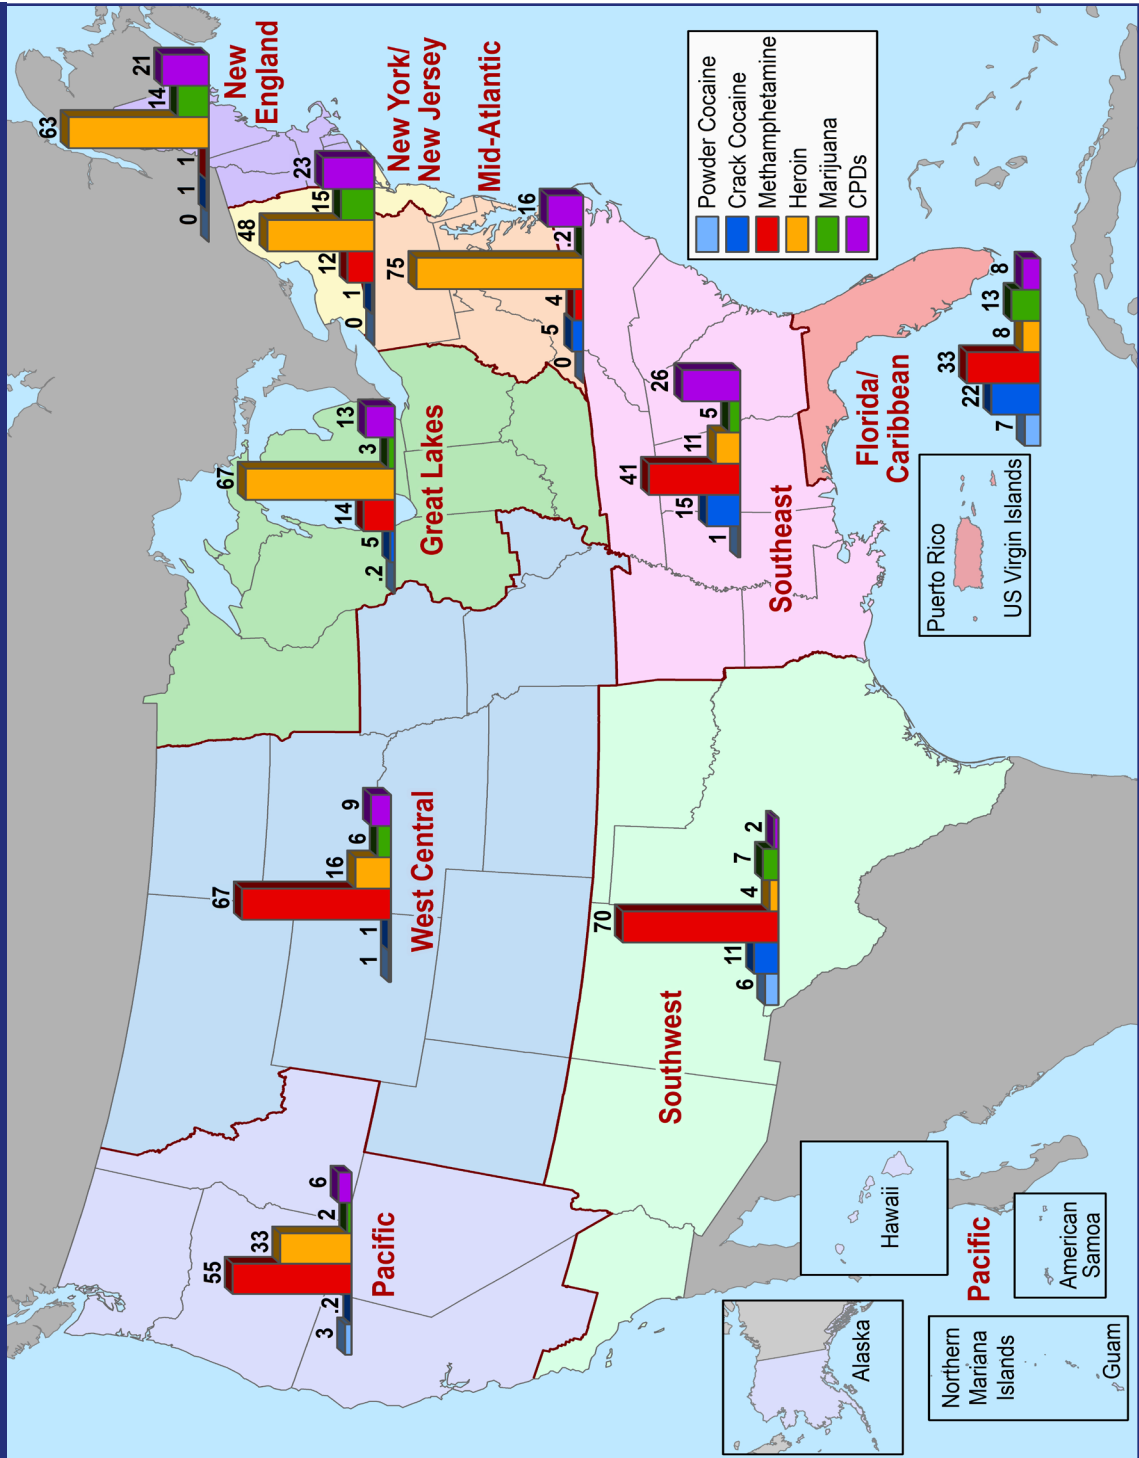 Pacific
3
.2
55
33
2
6
West Central
1
1
67
16
6
9
Southwest
6
11
70
4
7
2
Great Lakes
.2
5
14
67
3
13
Southeast
1
15
41
11
5
26
Florida/
Caribbean
7
22
33
8
13
8
Mid-Atlantic
0
5
4
75
.2
16
New York/
New Jersey
0
1
12
48
15
23
New
England
0
1
1
63
14
21
Powder Cocaine
Crack Cocaine
Methamphetamine
Heroin
Marijuana
CPDs
Alaska
Hawaii
Pacific
Northern
Mariana
Islands
Guam
American
Samoa
Puerto Rico
US Virgin Islands